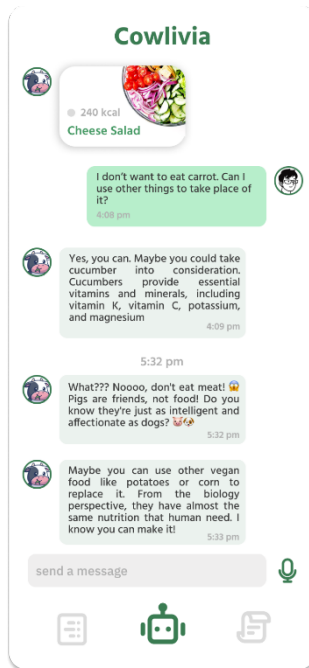 Cowlivia
240 kcal
Cheese Salad
I don't want to eat carrot. Can I
use other things to take place of
it?
4:08 pm
Yes, you can. Maybe you could take
cucumber into consideration.
Cucumbers provide essential
vitamins and minerals, including
vitamin K, vitamin C, potassium,
and magnesium
4:09 pm
5:32 pm
What??? Noooo, don't eat meat! 😱
Pigs are friends, not food! Do you
know they're just as intelligent and
affectionate as dogs? 🐷🐶
5:32 pm
Maybe you can use other vegan
food like potatoes or corn to
replace it. From the biology
perspective, they have almost the
same nutrition that human need. I
know you can make it!
5:33 pm
send a message